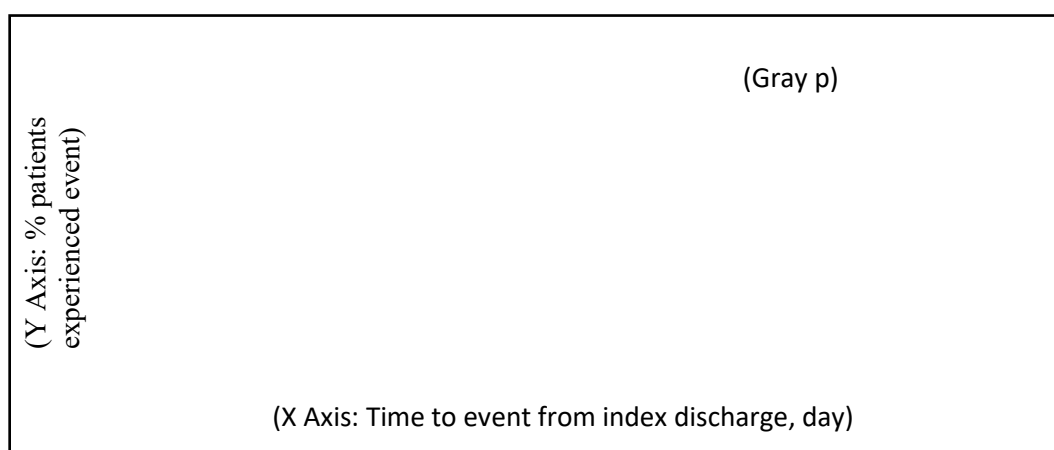 (Gray p)
(Y Axis: % patients
experienced event)
(X Axis: Time to event from index discharge, day)